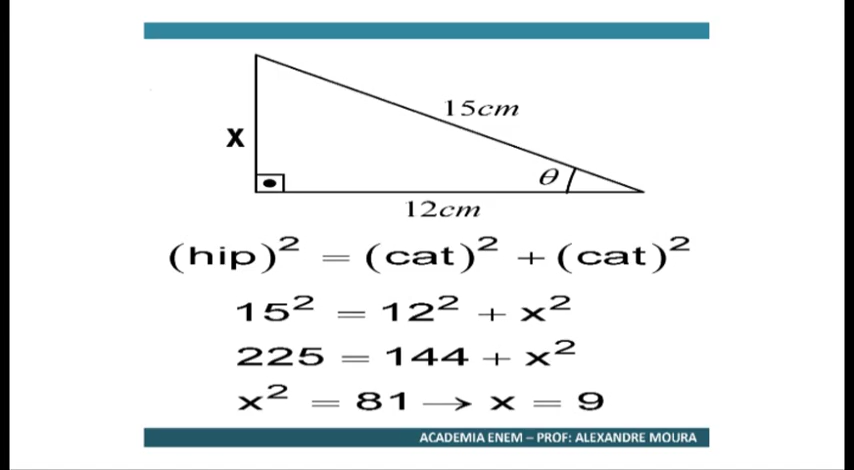 15cm
X
θ
12cm
(hip)² = (cat)² + (cat)²
15² = 12² + x²
225 = 144 + x²
x² = 81 → x = 9
ACADEMIA ENEM – PROF: ALEXANDRE MOURA